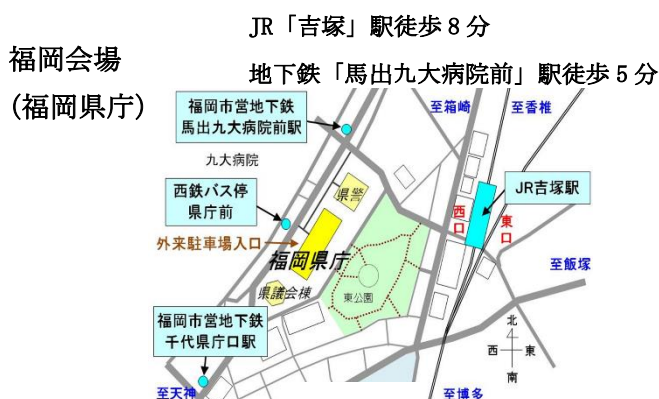 JR「吉塚」駅徒歩8分
福岡会場
地下鉄「馬出九大病院前」駅徒歩5分
(福岡県庁)
福岡市営地下鉄
馬出九大病院前駅
至箱崎
至香椎
九大病院
県警
JR吉塚駅
西鉄バス停
県庁前
西口
東口
外来駐車場入口
福岡県庁
至飯塚
県議会棟
東公園
福岡市営地下鉄
千代県庁口駅
北
西
東
南
至天神
至博多